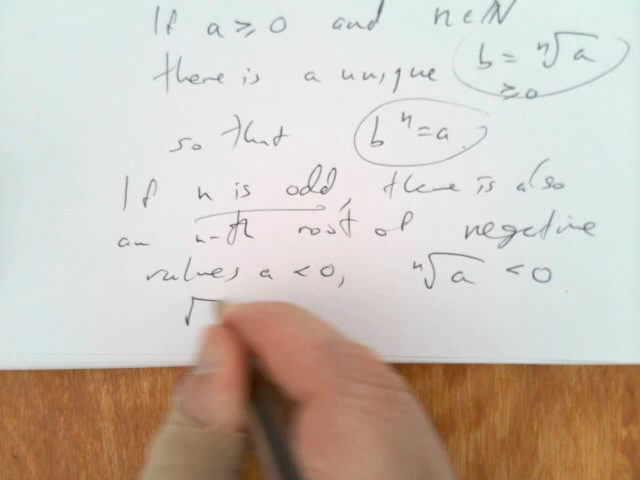 If a ≥ 0 and n ∈ N
there is a unique b = ⁿ√a ≥ 0
so that bⁿ = a.
If n is odd, there is also
an n-th root of negative
values a < 0, ⁿ√a < 0.
√